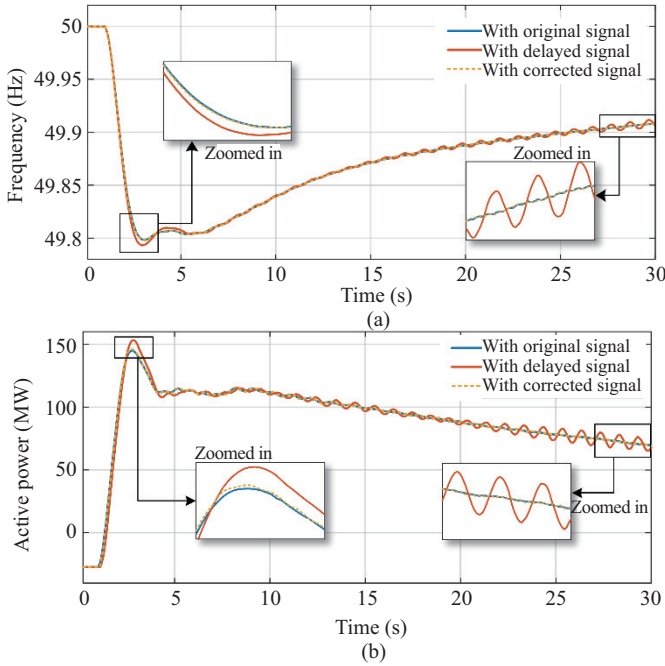 50
49.95
49.9
49.85
49.8
Frequency (Hz)
With original signal
With delayed signal
With corrected signal
Zoomed in
Zoomed in
0
5
10
15
20
25
30
Time (s)
(a)
150
100
50
0
Active power (MW)
With original signal
With delayed signal
With corrected signal
Zoomed in
Zoomed in
0
5
10
15
20
25
30
Time (s)
(b)